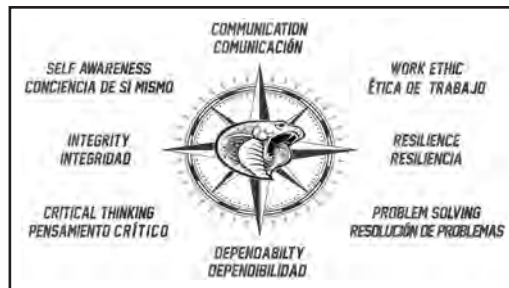 COMMUNICATION
COMUNICACIÓN
SELF AWARENESS
CONCIENCIA DE SÍ MISMO
WORK ETHIC
ÉTICA DE TRABAJO
INTEGRITY
INTEGRIDAD
RESILIENCE
RESILIENCIA
CRITICAL THINKING
PENSAMIENTO CRÍTICO
PROBLEM SOLVING
RESOLUCIÓN DE PROBLEMAS
DEPENDABILTY
DEPENDIBILIDAD